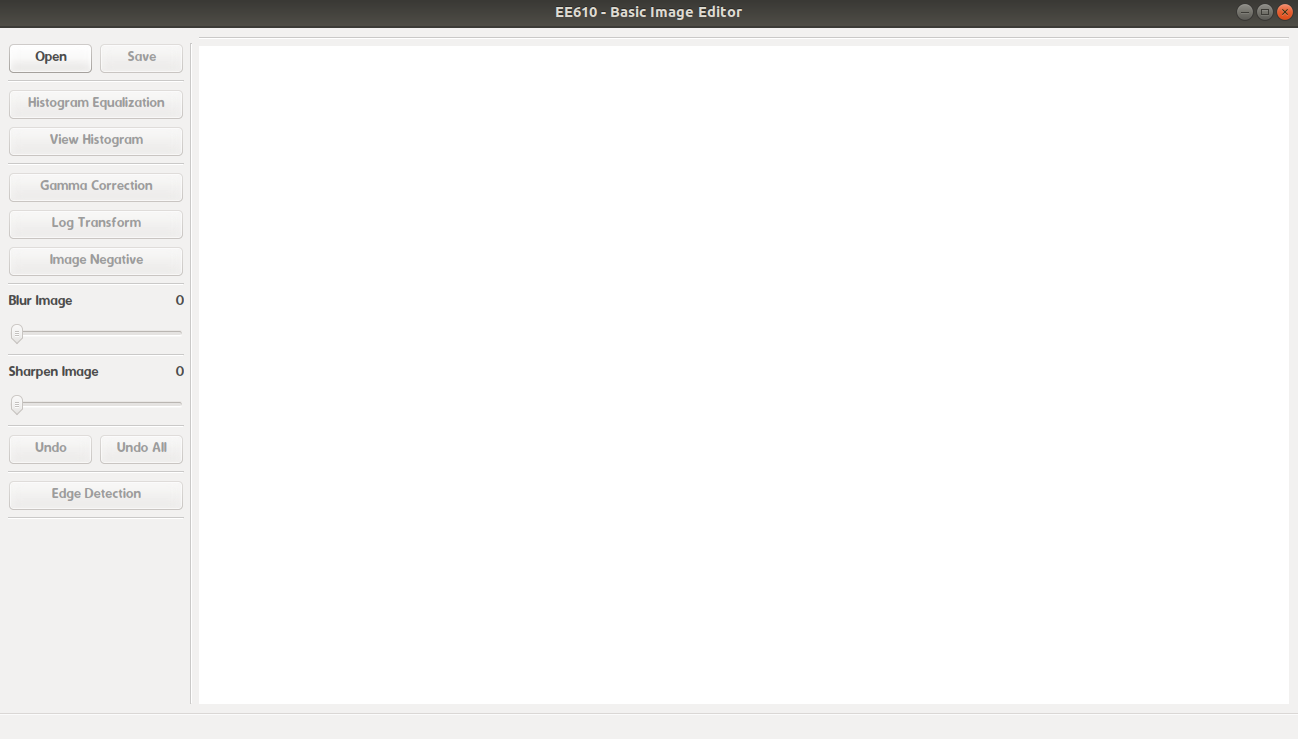 EE610 - Basic Image Editor
Open Save
Histogram Equalization
View Histogram
Gamma Correction
Log Transform
Image Negative
Blur Image 0
Sharpen Image 0
Undo Undo All
Edge Detection